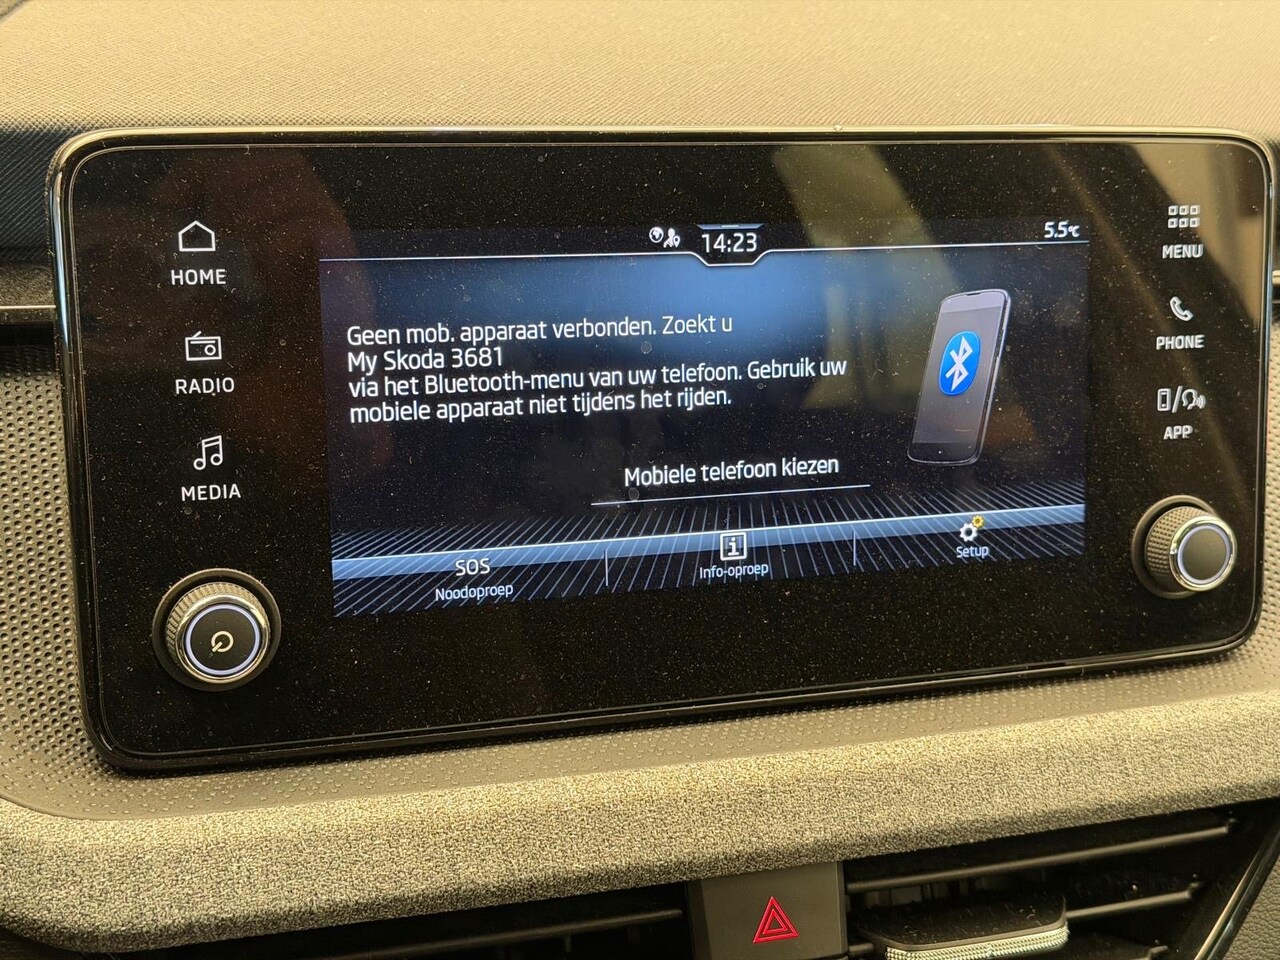 14:23
5.5°C
HOME
RADIO
MEDIA
Geen mob. apparaat verbonden. Zoekt u
My Skoda 3681
via het Bluetooth-menu van uw telefoon. Gebruik uw
mobiele apparaat niet tijdens het rijden.
Mobiele telefoon kiezen
SOS
Noodoproep
i
Info-oproep
Setup
MENU
PHONE
APP